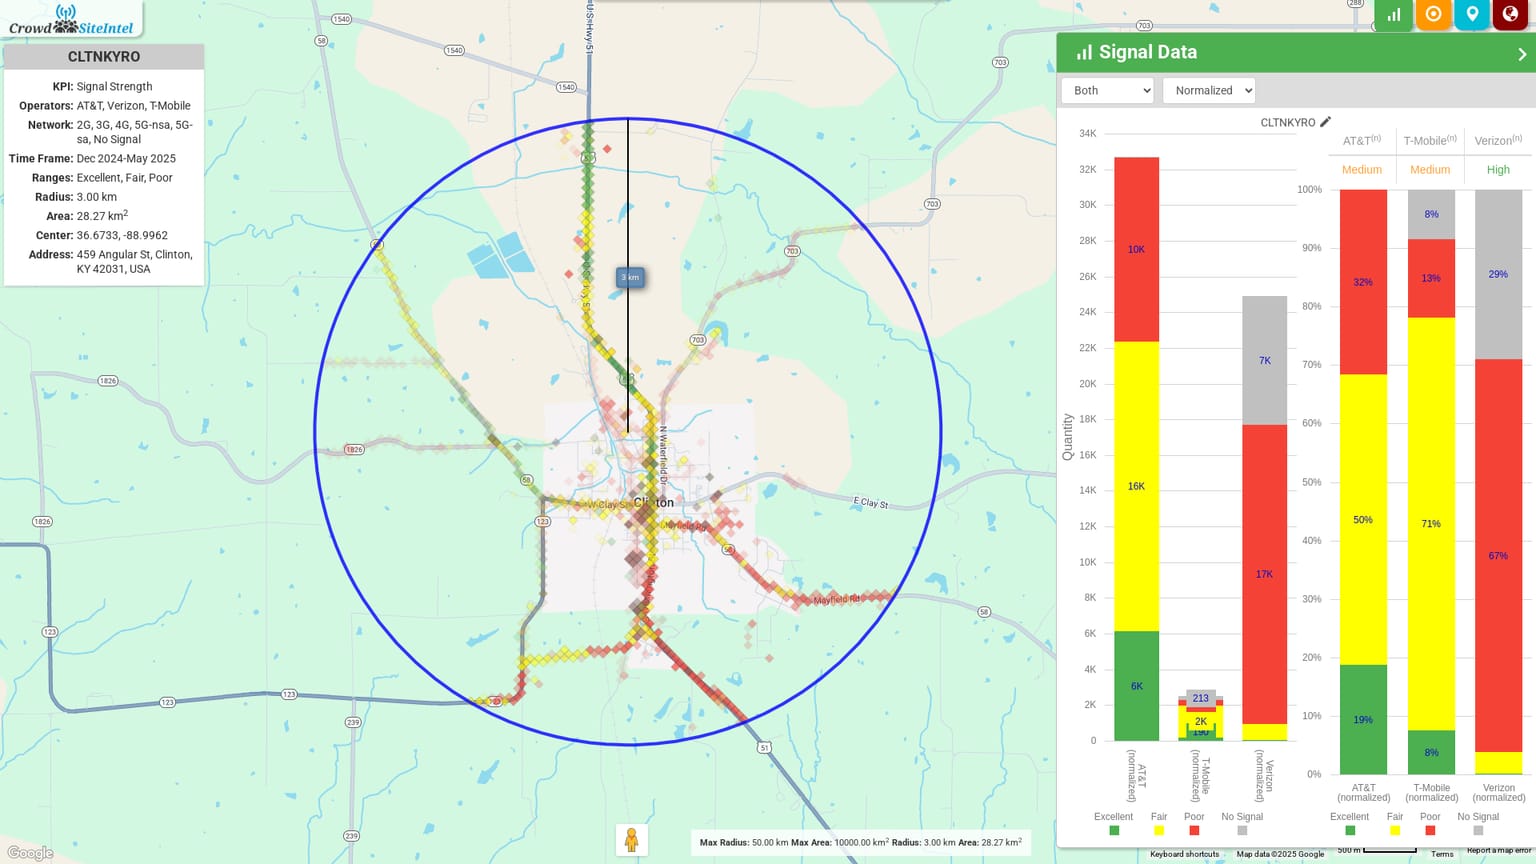 Crowd SiteIntel
CLTNKYRO
KPI: Signal Strength
Operators: AT&T, Verizon, T-Mobile
Network: 2G, 3G, 4G, 5G-nsa, 5G-
sa, No Signal
Time Frame: Dec 2024-May 2025
Ranges: Excellent, Fair, Poor
Radius: 3.00 km
Area: 28.27 km2
Center: 36.6733, -88.9962
Address: 459 Angular St, Clinton,
KY 42031, USA
1540
58
1540
1540
US Hwy 51
288
703
703
703
703
703
3 km
1826
1826
1826
58
123
123
123
123
123
239
239
58
58
51
N Waterfield Dr
W Clay St
Clinton
E Clay St
Mayfield Rd
Mayfield Rd
Google
Max Radius: 50.00 km Max Area: 10000.00 km2 Radius: 3.00 km Area: 28.27 km2
Signal Data
Both
Normalized
CLTNKYRO
Quantity
34K
32K
30K
28K
26K
24K
22K
20K
18K
16K
14K
12K
10K
8K
6K
4K
2K
0
10K
16K
6K
213
2K
190
7K
17K
AT&T
(normalized)
T-Mobile
(normalized)
Verizon
(normalized)
Excellent
Fair
Poor
No Signal
AT&T(n)
T-Mobile(n)
Verizon(n)
Medium
Medium
High
100%
90%
80%
70%
60%
50%
40%
30%
20%
10%
0%
32%
50%
19%
8%
13%
71%
8%
29%
67%
AT&T
(normalized)
T-Mobile
(normalized)
Verizon
(normalized)
Excellent
Fair
Poor
No Signal
Keyboard shortcuts
Map data ©2025 Google
500 m
Terms
Report a map error